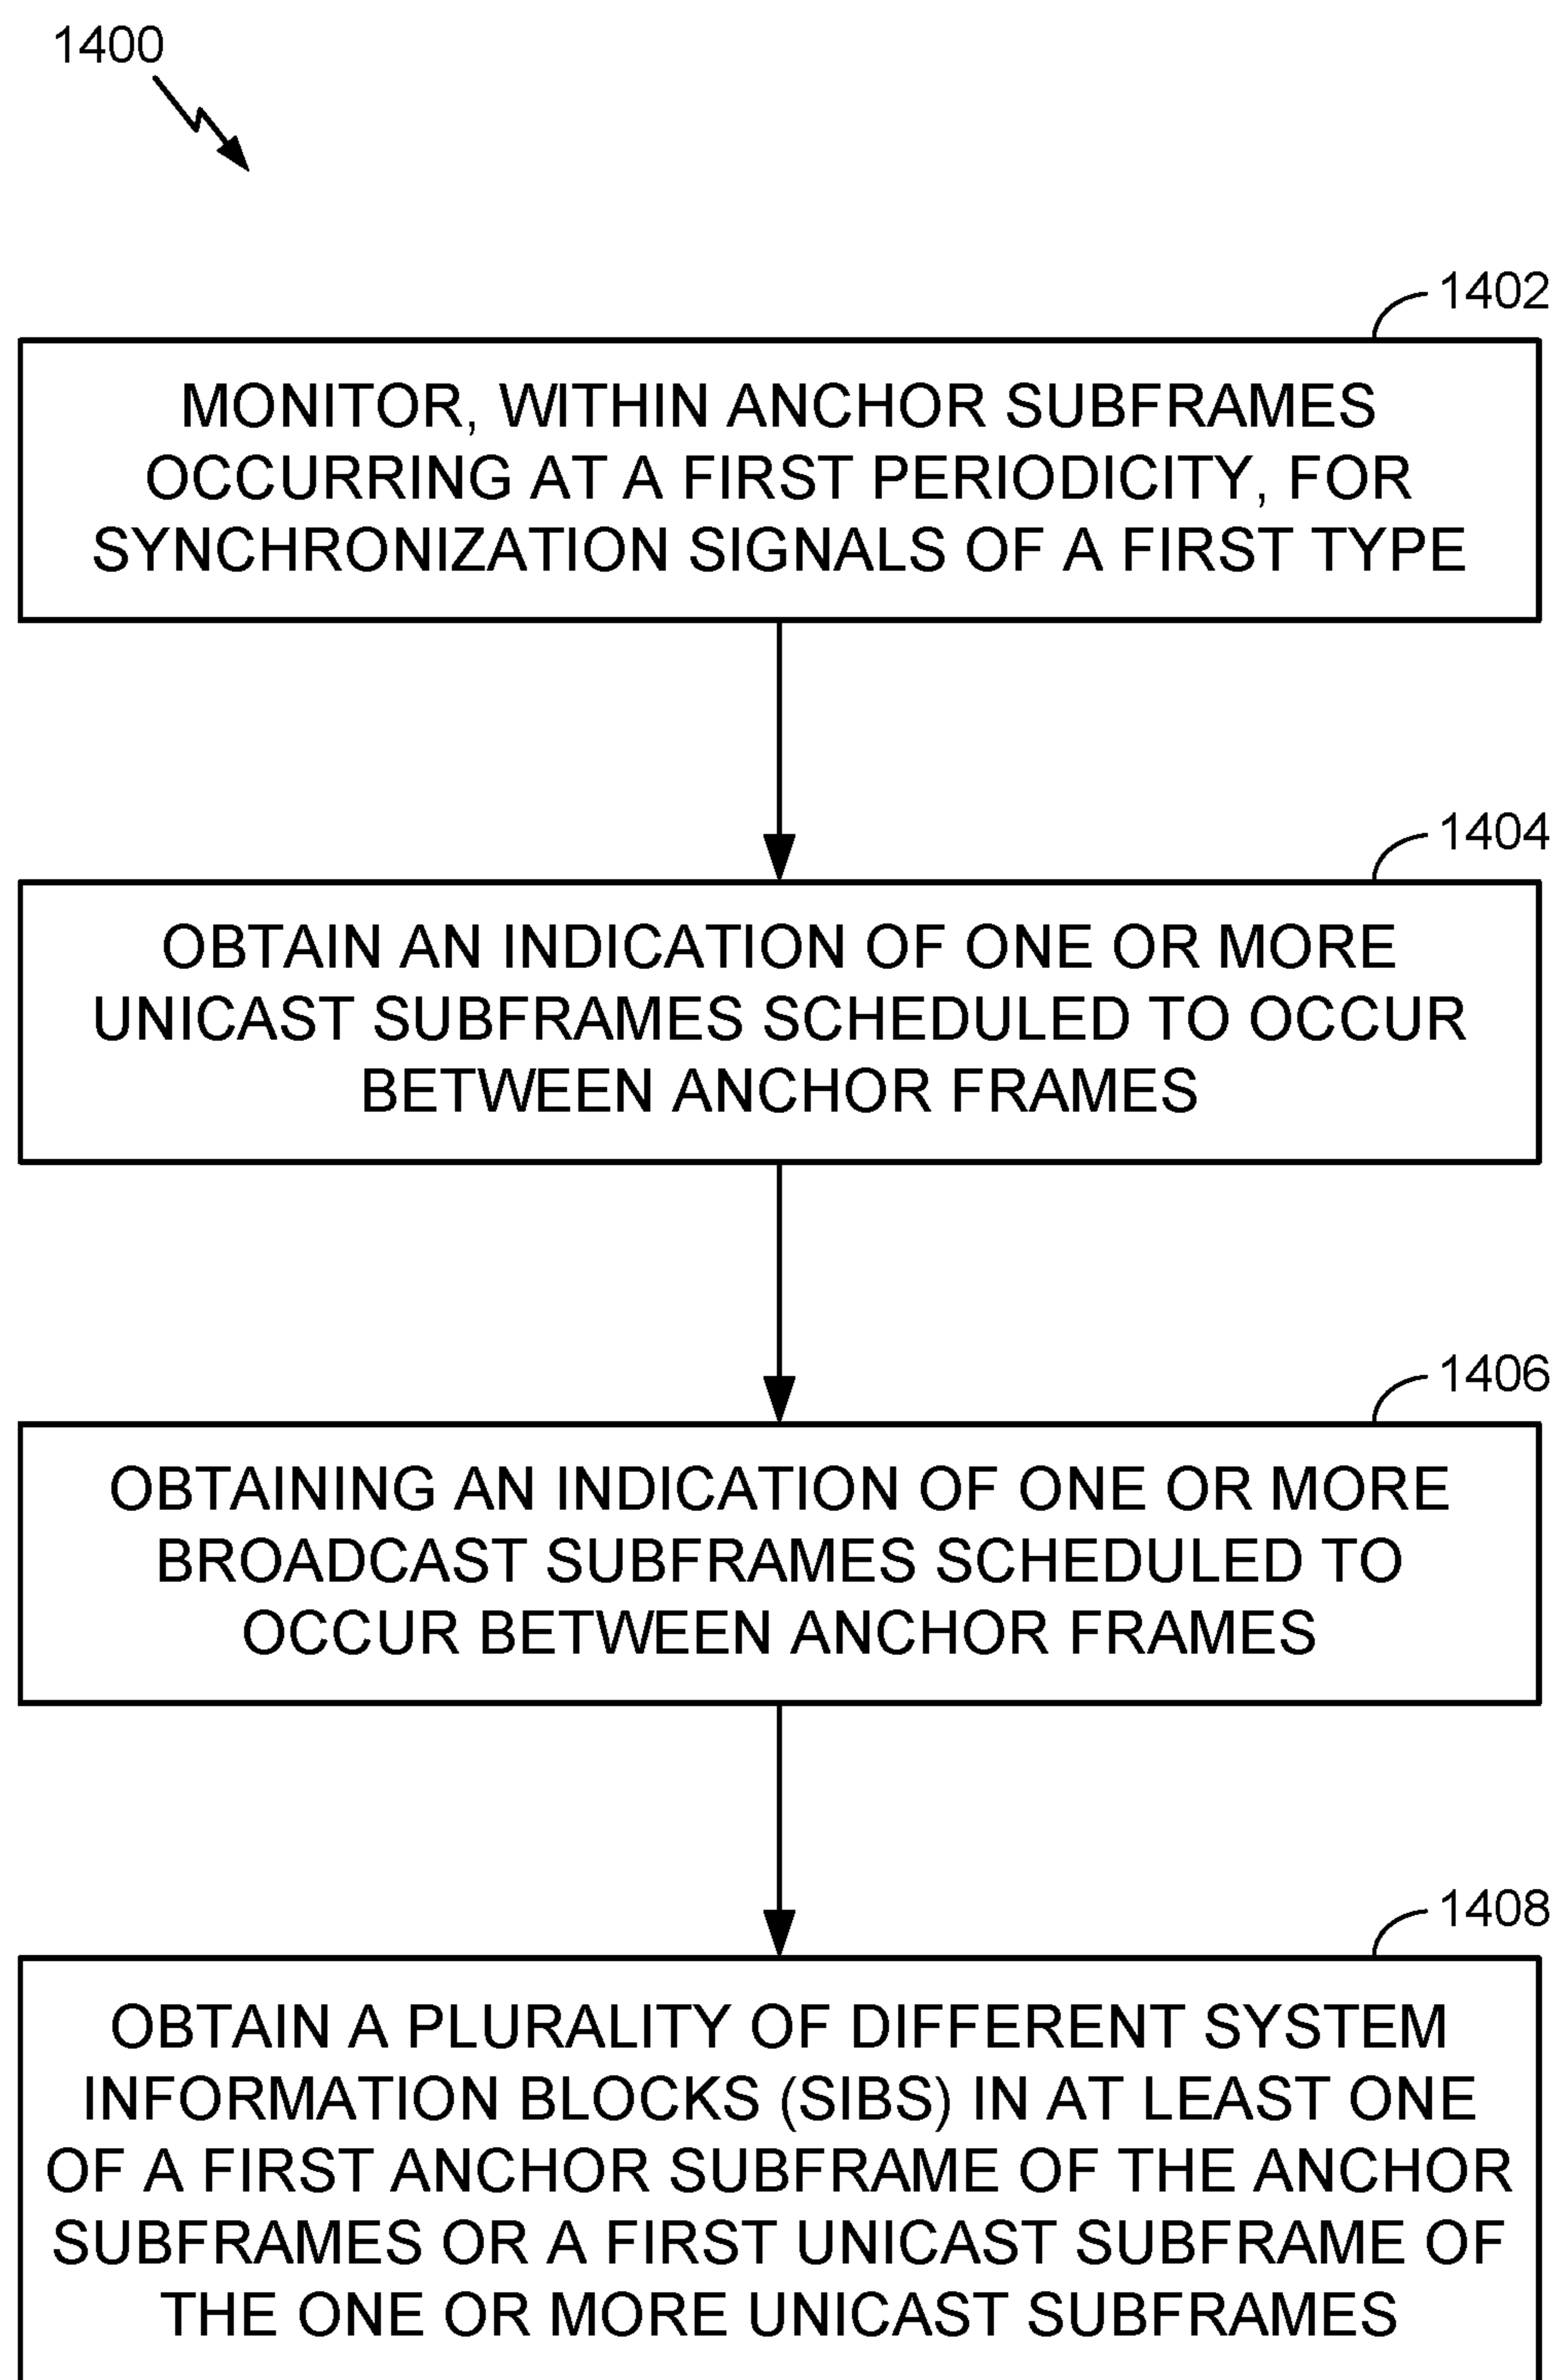 1400
1402
MONITOR, WITHIN ANCHOR SUBFRAMES
OCCURRING AT A FIRST PERIODICITY, FOR
SYNCHRONIZATION SIGNALS OF A FIRST TYPE
1404
OBTAIN AN INDICATION OF ONE OR MORE
UNICAST SUBFRAMES SCHEDULED TO OCCUR
BETWEEN ANCHOR FRAMES
1406
OBTAINING AN INDICATION OF ONE OR MORE
BROADCAST SUBFRAMES SCHEDULED TO
OCCUR BETWEEN ANCHOR FRAMES
1408
OBTAIN A PLURALITY OF DIFFERENT SYSTEM
INFORMATION BLOCKS (SIBS) IN AT LEAST ONE
OF A FIRST ANCHOR SUBFRAME OF THE ANCHOR
SUBFRAMES OR A FIRST UNICAST SUBFRAME OF
THE ONE OR MORE UNICAST SUBFRAMES